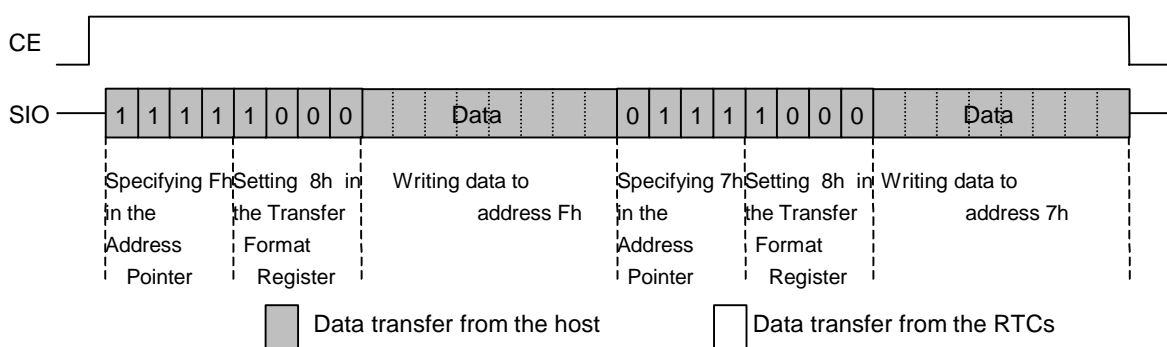 CE
SIO 1 1 1 1 1 0 0 0 Data 0 1 1 1 1 0 0 0 Data
Specifying Fh Setting 8h in Writing data to Specifying 7h Setting 8h in Writing data to
in the the Transfer address Fh in the the Transfer address 7h
Address Format Address Format
Pointer Register Pointer Register
Data transfer from the host Data transfer from the RTCs